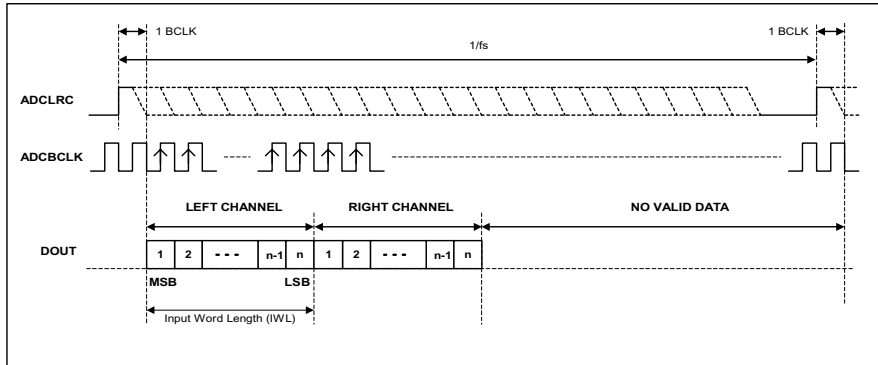 1 BCLK 1 BCLK
1/fs
ADCLRC
ADCBCLK
LEFT CHANNEL RIGHT CHANNEL NO VALID DATA
DOUT 1 2 - - - n-1 n 1 2 - - - n-1 n
MSB LSB
Input Word Length (IWL)